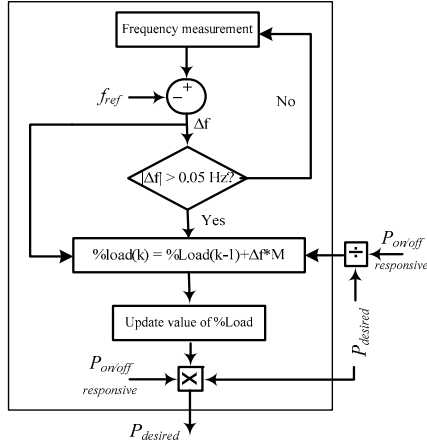 Frequency measurement
+
f_ref
−
Δf
No
|Δf| > 0.05 Hz?
Yes
%load(k) = %Load(k-1)+Δf*M
÷
P_on/off
responsive
Update value of %Load
P_desired
P_on/off
responsive
X
P_desired